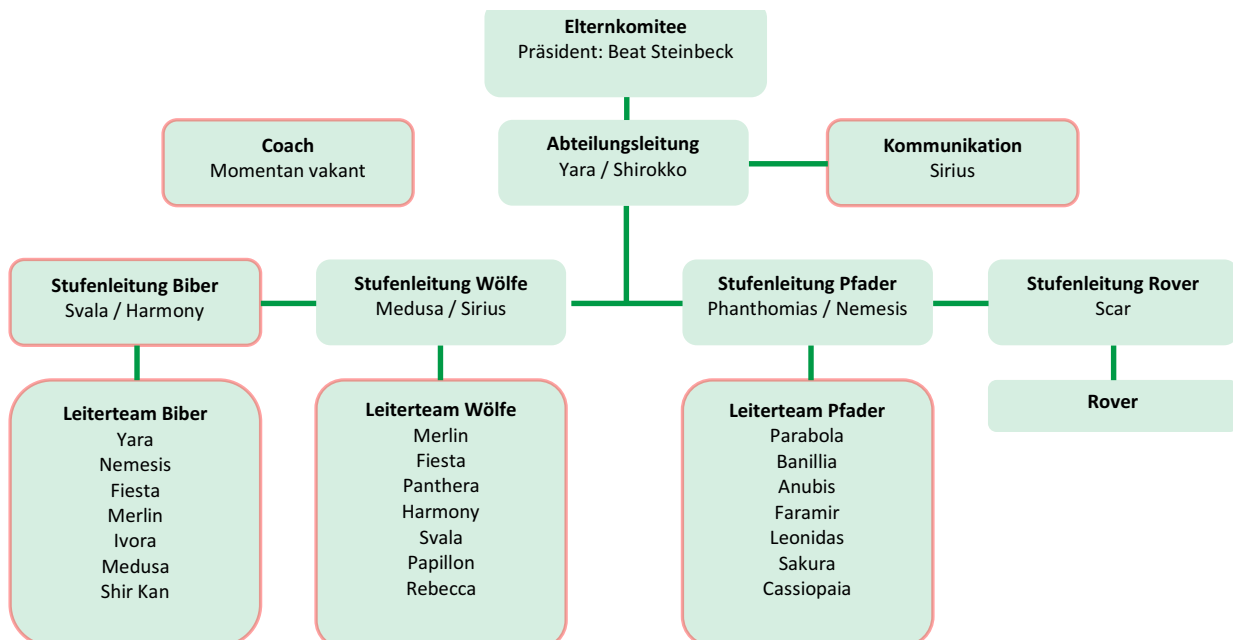 Elternkomitee
Präsident: Beat Steinbeck
Coach
Momentan vakant
Abteilungsleitung
Yara / Shirokko
Kommunikation
Sirius
Stufenleitung Biber
Svala / Harmony
Stufenleitung Wölfe
Medusa / Sirius
Stufenleitung Pfader
Phanthomias / Nemesis
Stufenleitung Rover
Scar
Leiterteam Biber
Yara
Nemesis
Fiesta
Merlin
Ivora
Medusa
Shir Kan
Leiterteam Wölfe
Merlin
Fiesta
Panthera
Harmony
Svala
Papillon
Rebecca
Leiterteam Pfader
Parabola
Banillia
Anubis
Faramir
Leonidas
Sakura
Cassiopaia
Rover